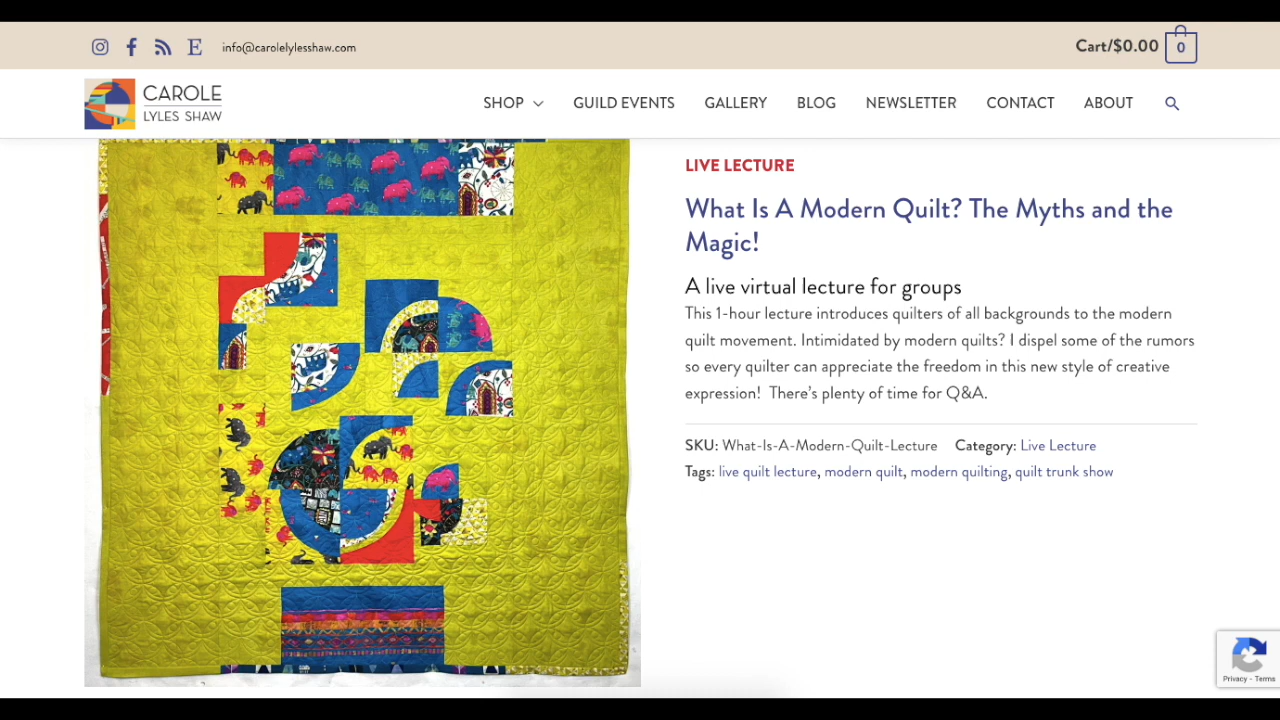 info@carolelylesshaw.com
Cart/$0.00 0
CAROLE
LYLES SHAW
SHOP GUILD EVENTS GALLERY BLOG NEWSLETTER CONTACT ABOUT
LIVE LECTURE
What Is A Modern Quilt? The Myths and the
Magic!
A live virtual lecture for groups
This 1-hour lecture introduces quilters of all backgrounds to the modern
quilt movement. Intimidated by modern quilts? I dispel some of the rumors
so every quilter can appreciate the freedom in this new style of creative
expression!  There’s plenty of time for Q&A.
SKU: What-Is-A-Modern-Quilt-Lecture Category: Live Lecture
Tags: live quilt lecture, modern quilt, modern quilting, quilt trunk show
Privacy - Terms